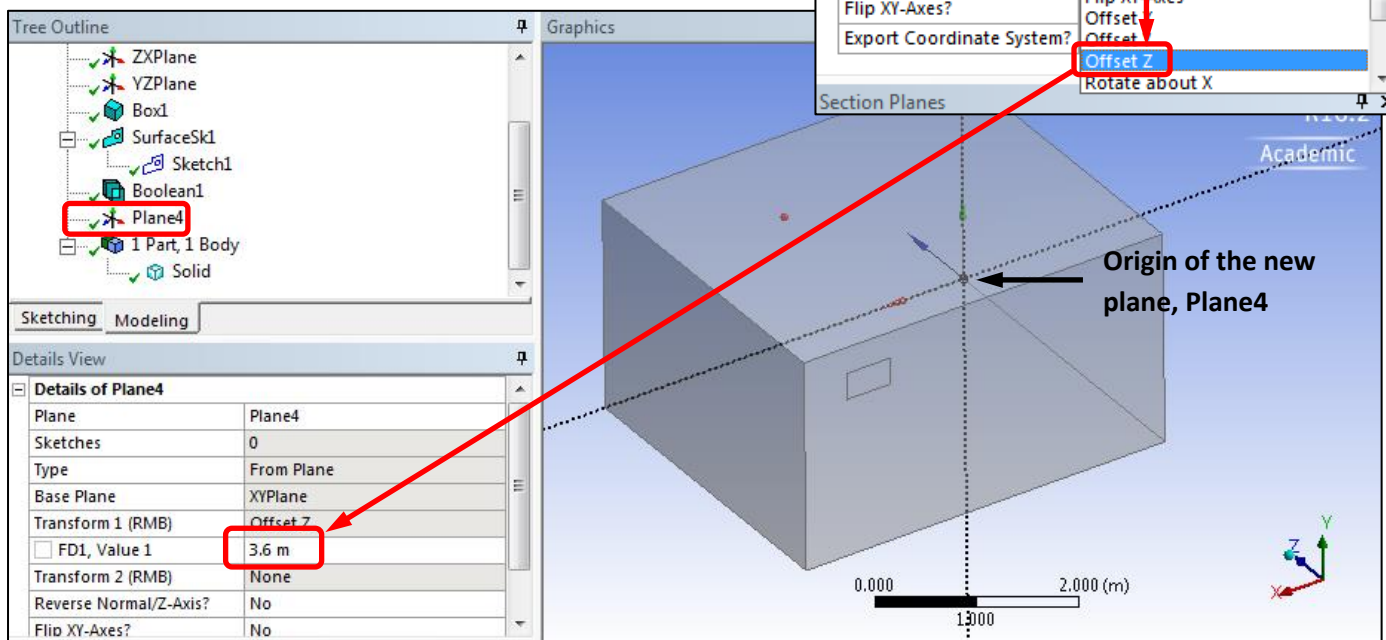 Tree Outline
ZXPlane
YZPlane
Box1
SurfaceSk1
Sketch1
Boolean1
Plane4
1 Part, 1 Body
Solid
Sketching Modeling
Details View
Details of Plane4
Plane Plane4
Sketches 0
Type From Plane
Base Plane XYPlane
Transform 1 (RMB) Offset Z
FD1, Value 1 3.6 m
Transform 2 (RMB) None
Reverse Normal/Z-Axis? No
Flip XY-Axes? No
Graphics
Flip XY-Axes?
Export Coordinate System?
Offset
Offset
Offset Z
Rotate about X
Section Planes
Academic
Origin of the new
plane, Plane4
0.000 2.000 (m)
1.000
Y
Z
X